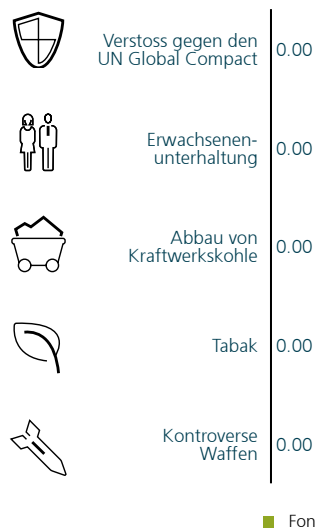 Verstoss gegen den
UN Global Compact
0.00
Erwachsenen-
unterhaltung
0.00
Abbau von
Kraftwerkskohle
0.00
Tabak
0.00
Kontroverse
Waffen
0.00
Fon